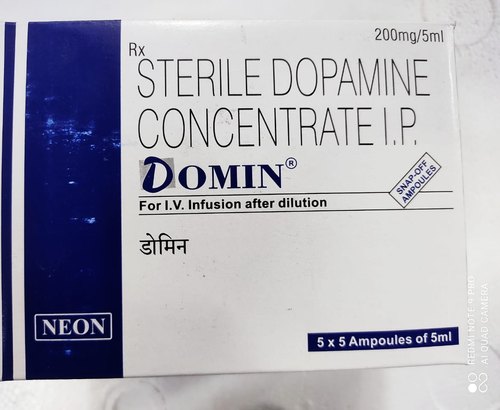 200mg/5ml
Rx
STERILE DOPAMINE
CONCENTRATE I.P.
DOMIN®
SNAP-OFF
AMPOULES
For I.V. Infusion after dilution
डोमिन
NEON
5 x 5 Ampoules of 5ml
REDMI NOTE 9 PRO
AI QUAD CAMERA